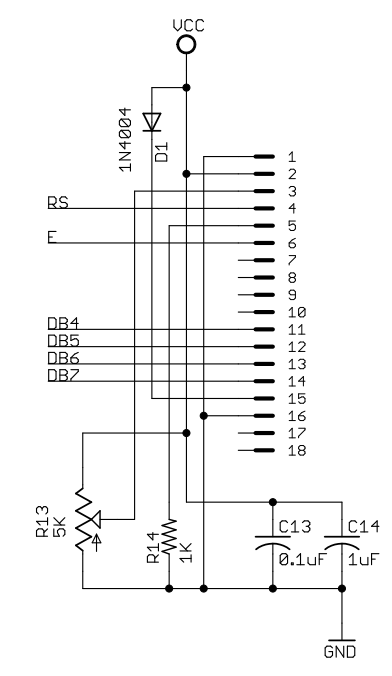 VCC
1N4004
D1
1
2
3
RS
4
5
E
6
7
8
9
10
DB4
11
DB5
12
DB6
13
DB7
14
15
16
17
18
R13
5K
R14
1K
C13
0.1uF
C14
1uF
GND